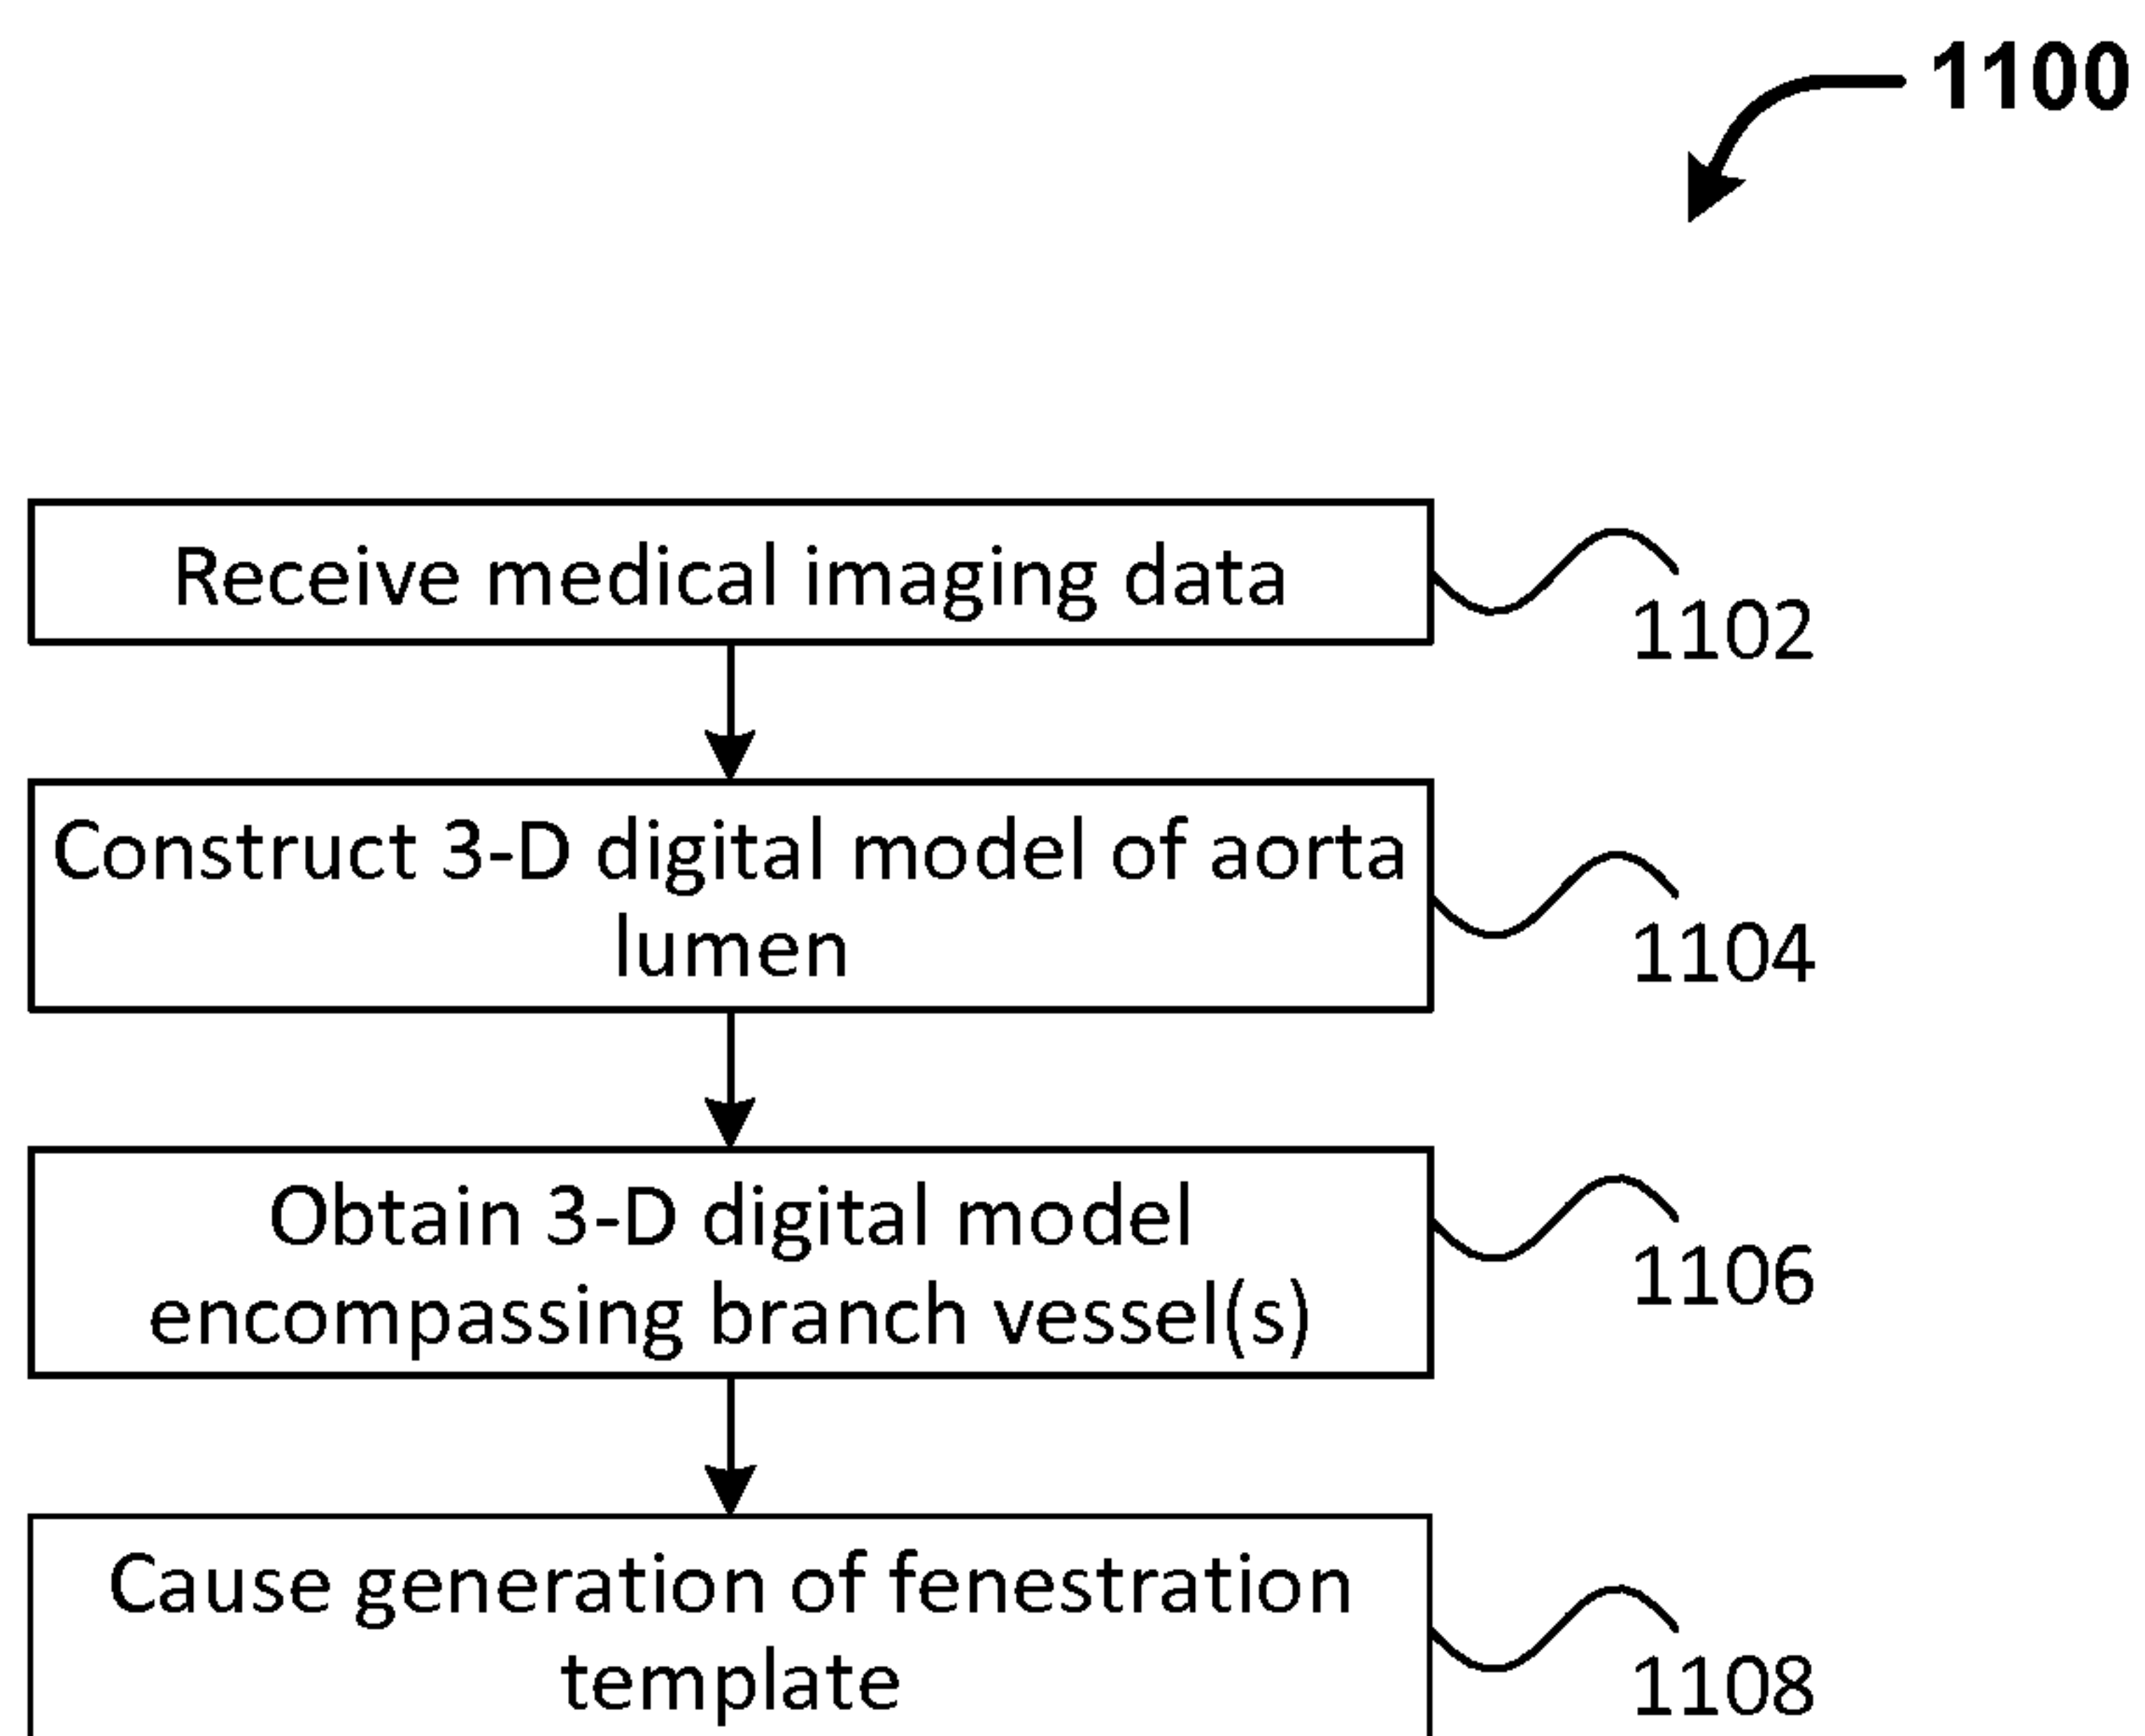 1100
Receive medical imaging data
1102
Construct 3-D digital model of aorta
lumen
1104
Obtain 3-D digital model
encompassing branch vessel(s)
1106
Cause generation of fenestration
template
1108